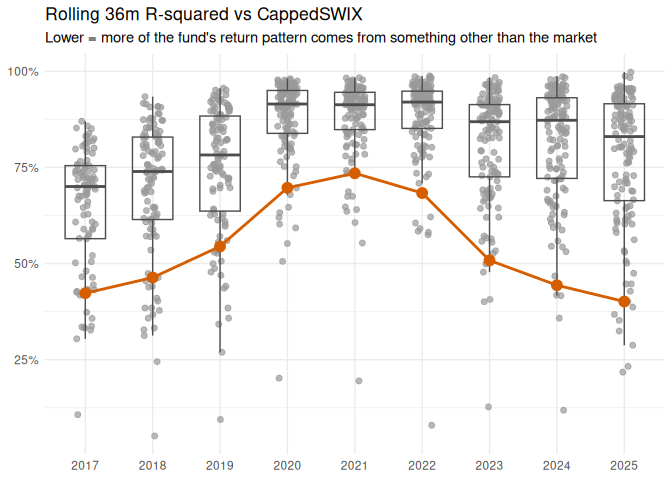 Rolling 36m R-squared vs CappedSWIX
Lower = more of the fund's return pattern comes from something other than the market
100%
75%
50%
25%
2017 2018 2019 2020 2021 2022 2023 2024 2025